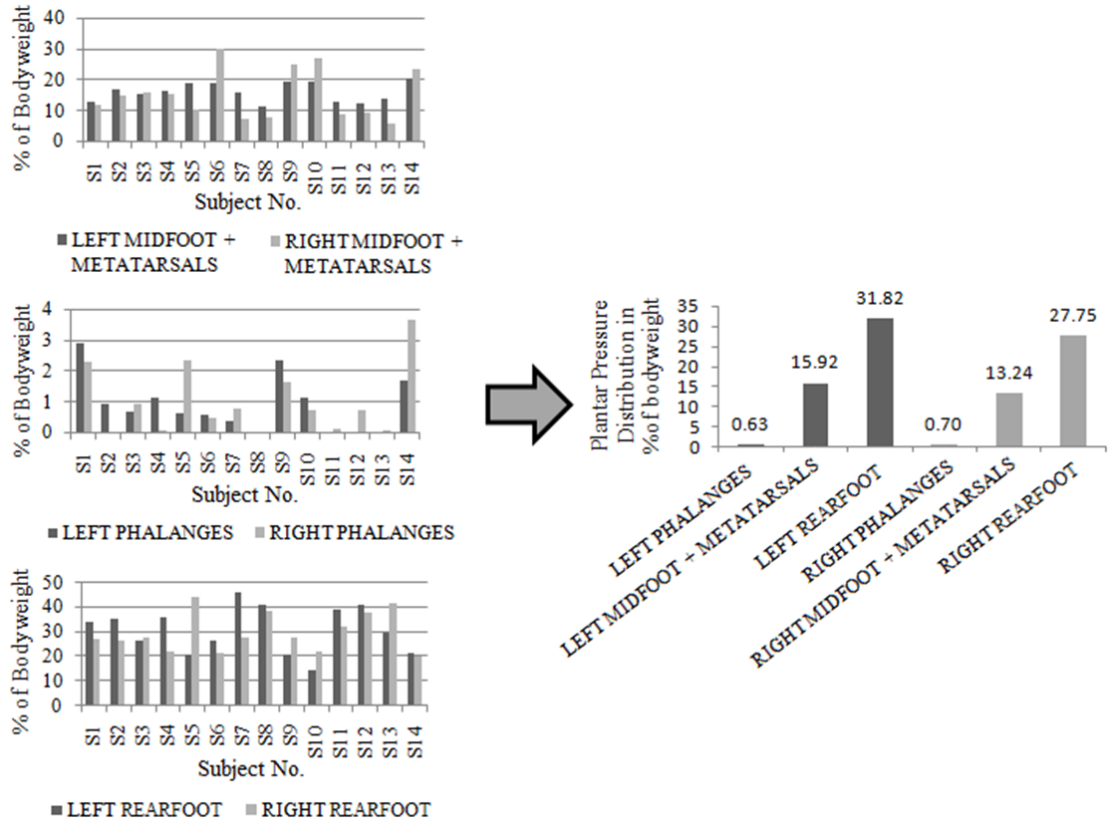 % of Bodyweight
40
30
20
10
0
S1 S2 S3 S4 S5 S6 S7 S8 S9 S10 S11 S12 S13 S14
Subject No.
LEFT MIDFOOT + METATARSALS
RIGHT MIDFOOT + METATARSALS
% of Bodyweight
4
3
2
1
0
S1 S2 S3 S4 S5 S6 S7 S8 S9 S10 S11 S12 S13 S14
Subject No.
LEFT PHALANGES
RIGHT PHALANGES
% of Bodyweight
50
40
30
20
10
0
S1 S2 S3 S4 S5 S6 S7 S8 S9 S10 S11 S12 S13 S14
Subject No.
LEFT REARFOOT
RIGHT REARFOOT
Plantar Pressure
Distribution in
%of bodyweight
35
30
25
20
15
10
5
0
0.63
15.92
31.82
0.70
13.24
27.75
LEFT PHALANGES
LEFT MIDFOOT + METATARSALS
LEFT REARFOOT
RIGHT PHALANGES
RIGHT MIDFOOT + METATARSALS
RIGHT REARFOOT